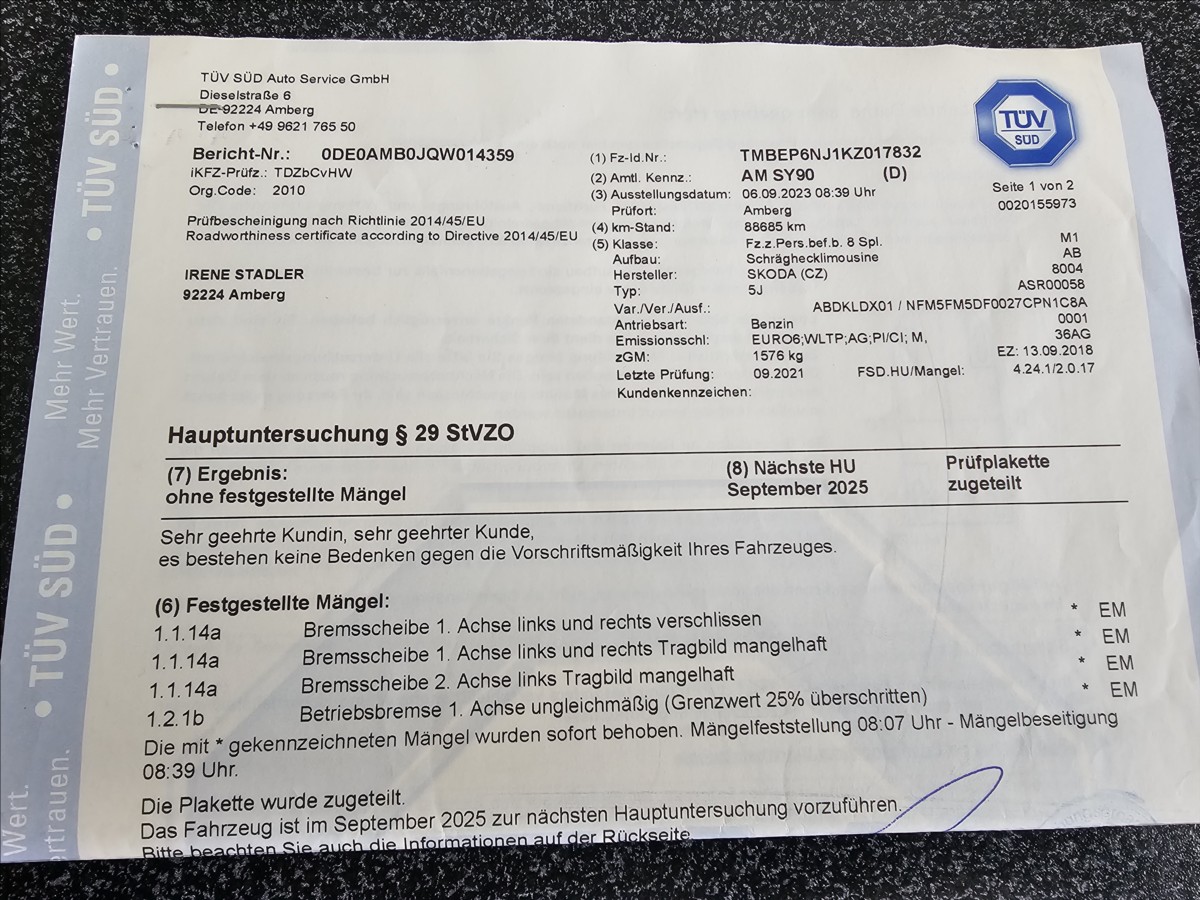 TÜV SÜD Auto Service GmbH
Dieselstraße 6
DE-92224 Amberg
Telefon +49 9621 765 50
Bericht-Nr.: 0DE0AMB0JQW014359
iKFZ-Prüfz.: TDZbCvHW
Org.Code: 2010
Prüfbescheinigung nach Richtlinie 2014/45/EU
Roadworthiness certificate according to Directive 2014/45/EU
IRENE STADLER
92224 Amberg
TÜV
SÜD
Seite 1 von 2
0020155973
(1) Fz-Id.Nr.: TMBEP6NJ1KZ017832
(2) Amtl. Kennz.: AM SY90 (D)
(3) Ausstellungsdatum: 06.09.2023 08:39 Uhr
Prüfort: Amberg
(4) km-Stand: 88685 km
(5) Klasse: Fz.z.Pers.bef.b. 8 Spl. M1
Aufbau: Schräghecklimousine AB
Hersteller: SKODA (CZ) 8004
Typ: 5J ASR00058
Var./Ver./Ausf.: ABDKLDX01 / NFM5FM5DF0027CPN1C8A
Antriebsart: Benzin 0001
Emissionsschl: EURO6;WLTP;AG;PI/CI; M, 36AG
zGM: 1576 kg EZ: 13.09.2018
Letzte Prüfung: 09.2021 FSD.HU/Mangel: 4.24.1/2.0.17
Kundenkennzeichen:
Hauptuntersuchung § 29 StVZO
(7) Ergebnis: (8) Nächste HU Prüfplakette
ohne festgestellte Mängel September 2025 zugeteilt
Sehr geehrte Kundin, sehr geehrter Kunde,
es bestehen keine Bedenken gegen die Vorschriftsmäßigkeit Ihres Fahrzeuges.
(6) Festgestellte Mängel:
1.1.14a Bremsscheibe 1. Achse links und rechts verschlissen * EM
1.1.14a Bremsscheibe 1. Achse links und rechts Tragbild mangelhaft * EM
1.1.14a Bremsscheibe 2. Achse links Tragbild mangelhaft * EM
1.2.1b Betriebsbremse 1. Achse ungleichmäßig (Grenzwert 25% überschritten) * EM
Die mit * gekennzeichneten Mängel wurden sofort behoben. Mängelfeststellung 08:07 Uhr - Mängelbeseitigung
08:39 Uhr.
Die Plakette wurde zugeteilt.
Das Fahrzeug ist im September 2025 zur nächsten Hauptuntersuchung vorzuführen.
Bitte beachten Sie auch die Informationen auf der Rückseite.
TÜV SÜD
Mehr Wert.
Mehr Vertrauen.
TÜV SÜD
Wert.
ertrauen.